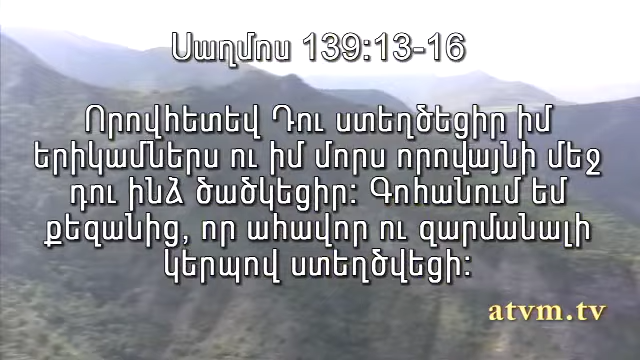 Սաղմոս 139:13-16
Որովհետեվ Դու ստեղծեցիր իմ
երիկամներս ու իմ մորս որովայնի մեջ
դու ինձ ծածկեցիր: Գոհանում եմ
քեզանից, որ ահավոր ու զարմանալի
կերպով ստեղծվեցի:
atvm.tv